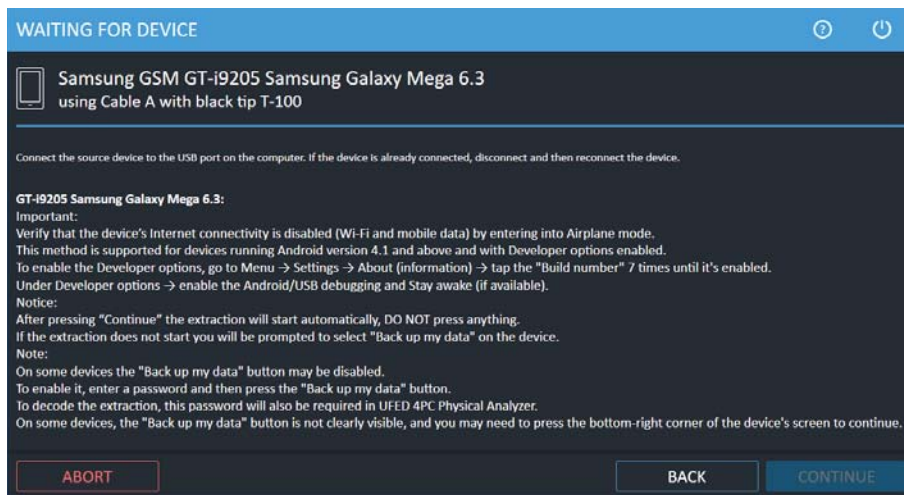 WAITING FOR DEVICE
Samsung GSM GT-i9205 Samsung Galaxy Mega 6.3
using Cable A with black tip T-100
Connect the source device to the USB port on the computer. If the device is already connected, disconnect and then reconnect the device.
GT-i9205 Samsung Galaxy Mega 6.3:
Important:
Verify that the device's Internet connectivity is disabled (Wi-Fi and mobile data) by entering into Airplane mode.
This method is supported for devices running Android version 4.1 and above and with Developer options enabled.
To enable the Developer options, go to Menu → Settings → About (information) → tap the "Build number" 7 times until it's enabled.
Under Developer options → enable the Android/USB debugging and Stay awake (if available).
Notice:
After pressing "Continue" the extraction will start automatically, DO NOT press anything.
If the extraction does not start you will be prompted to select "Back up my data" on the device.
Note:
On some devices the "Back up my data" button may be disabled.
To enable it, enter a password and then press the "Back up my data" button.
To decode the extraction, this password will also be required in UFED 4PC Physical Analyzer.
On some devices, the "Back up my data" button is not clearly visible, and you may need to press the bottom-right corner of the device's screen to continue.
ABORT
BACK
CONTINUE